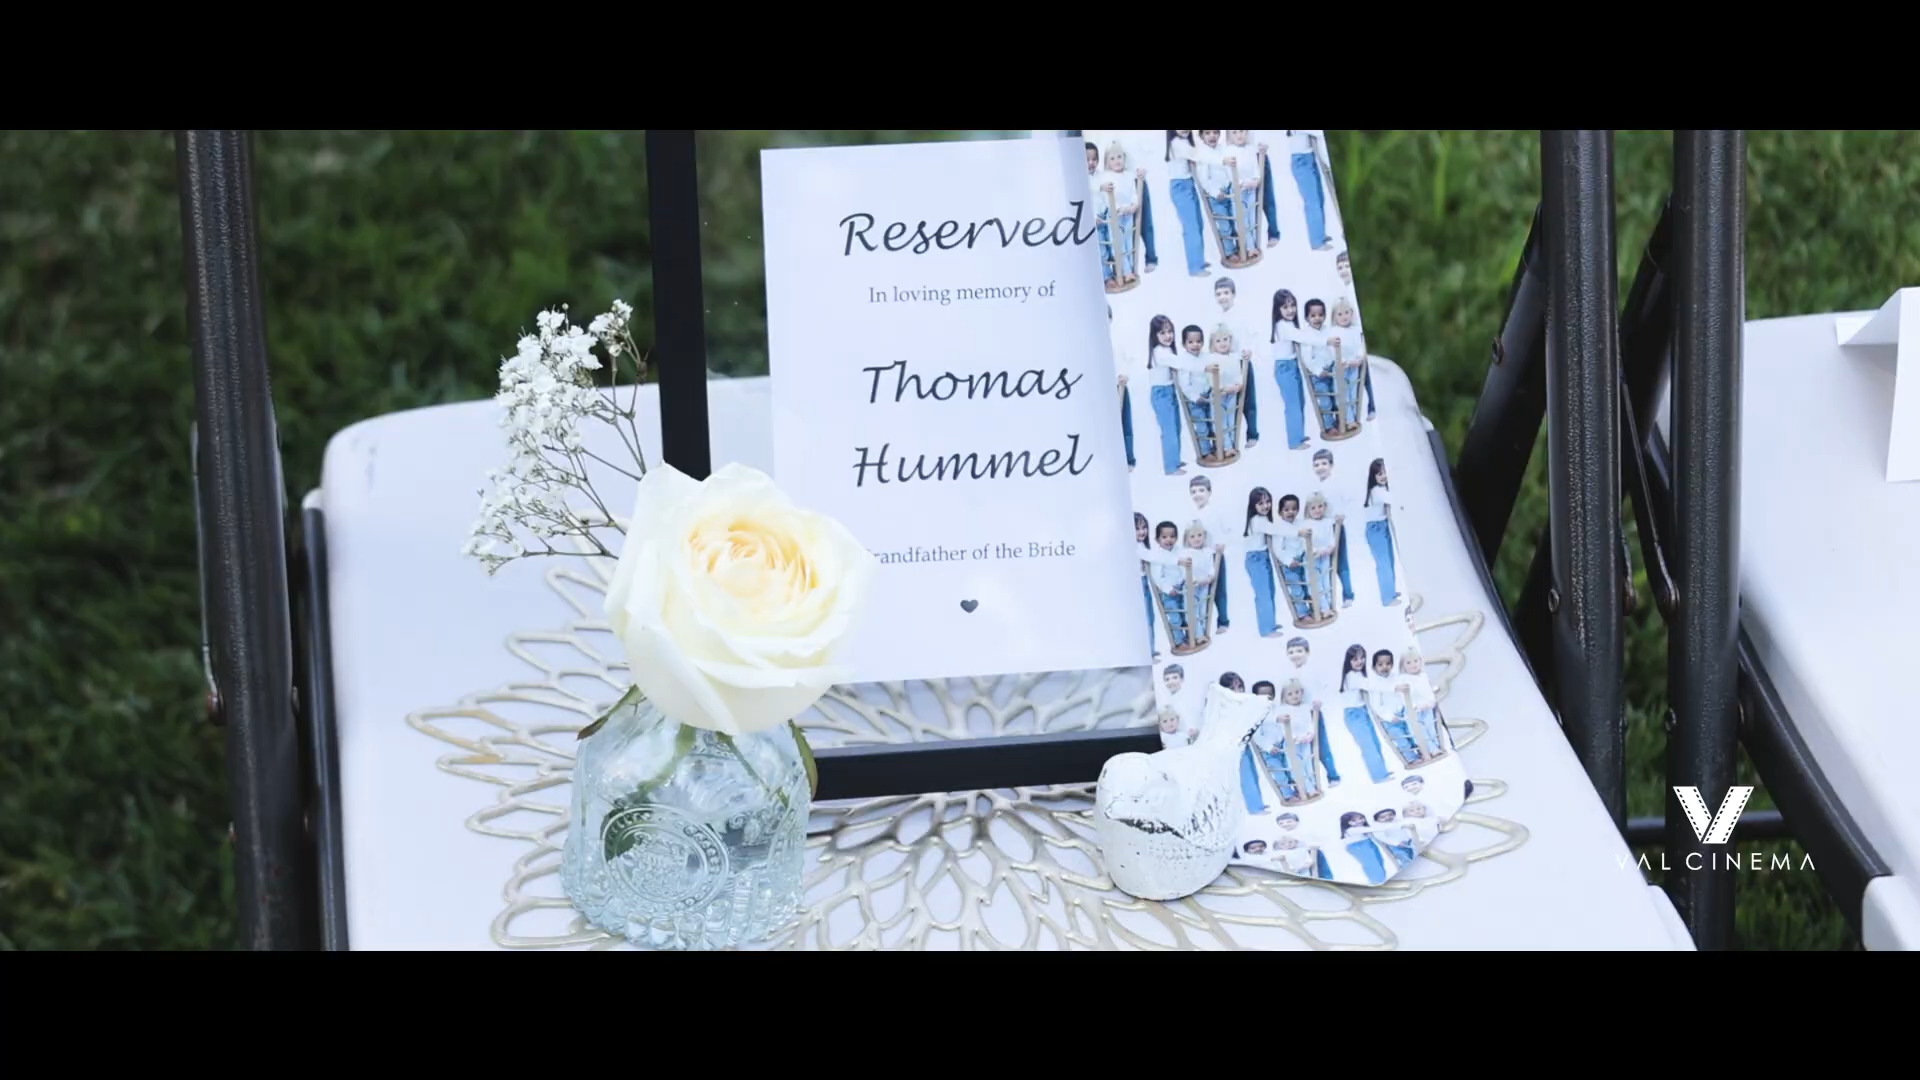 Reserved
In loving memory of
Thomas
Hummel
randfather of the Bride
VAL CINEMA